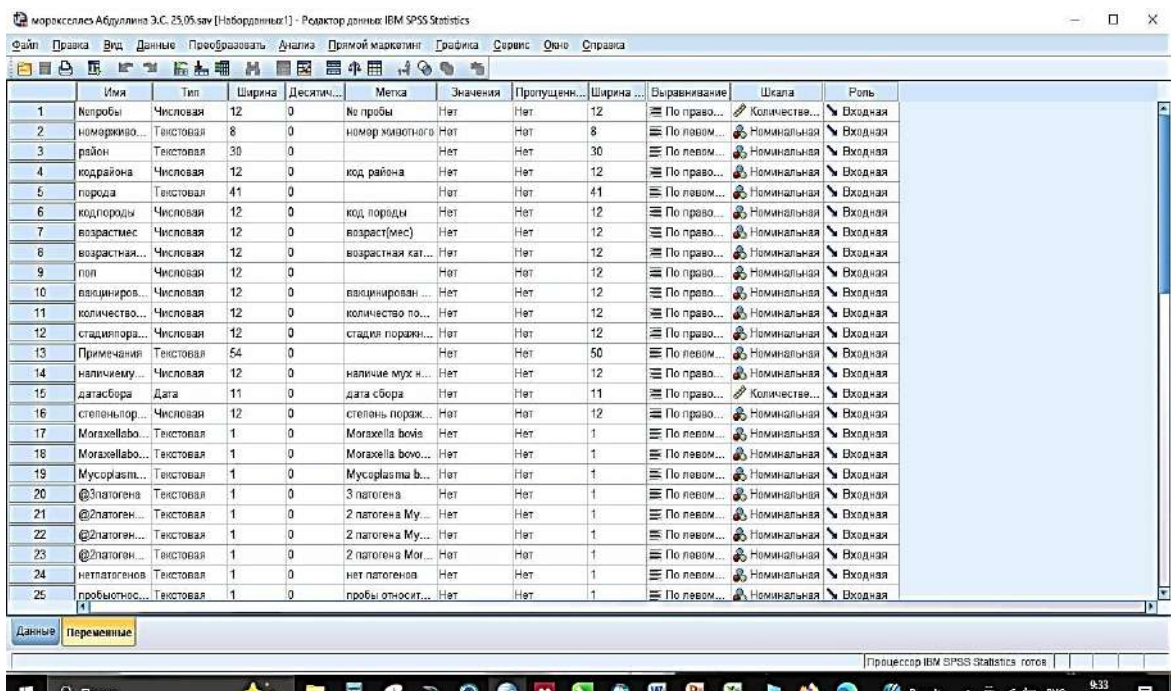 моракселлез Абдуллина Э.С. 25,05.sav [Наборданных1] - Редактор данных IBM SPSS Statistics
Файл Правка Вид Данные Преобразовать Анализ Прямой маркетинг Графика Сервис Окно Справка
Имя Тип Ширина Десятич... Метка Значения Пропущенн... Ширина ... Выравнивание Шкала Роль
1 №пробы Числовая 12 0 № пробы Нет Нет 12 По право... Количестве... Входная
2 номерживо... Текстовая 8 0 номер животного Нет Нет 8 По левом... Номинальная Входная
3 район Текстовая 30 0 Нет Нет 30 По левом... Номинальная Входная
4 кодрайона Числовая 12 0 код района Нет Нет 12 По право... Номинальная Входная
5 порода Текстовая 41 0 Нет Нет 41 По левом... Номинальная Входная
6 кодпороды Числовая 12 0 код породы Нет Нет 12 По право... Номинальная Входная
7 возрастмес Числовая 12 0 возраст(мес) Нет Нет 12 По право... Номинальная Входная
8 возрастная... Числовая 12 0 возрастная кат... Нет Нет 12 По право... Номинальная Входная
9 пол Числовая 12 0 Нет Нет 12 По право... Номинальная Входная
10 вакциниров... Числовая 12 0 вакцинирован ... Нет Нет 12 По право... Номинальная Входная
11 количество... Числовая 12 0 количество по... Нет Нет 12 По право... Номинальная Входная
12 стадияпора... Числовая 12 0 стадия поражн... Нет Нет 12 По право... Номинальная Входная
13 Примечания Текстовая 54 0 Нет Нет 50 По левом... Номинальная Входная
14 наличиему... Числовая 12 0 наличие мух н... Нет Нет 12 По право... Номинальная Входная
15 датасбора Дата 11 0 дата сбора Нет Нет 11 По право... Количестве... Входная
16 степеньпор... Числовая 12 0 степень пораж... Нет Нет 12 По право... Номинальная Входная
17 Moraxellabo... Текстовая 1 0 Moraxella bovis Нет Нет 1 По левом... Номинальная Входная
18 Moraxellabo... Текстовая 1 0 Moraxella bovo... Нет Нет 1 По левом... Номинальная Входная
19 Mycoplasm... Текстовая 1 0 Mycoplasma b... Нет Нет 1 По левом... Номинальная Входная
20 @3патогена Текстовая 1 0 3 патогена Нет Нет 1 По левом... Номинальная Входная
21 @2патоген... Текстовая 1 0 2 патогена My... Нет Нет 1 По левом... Номинальная Входная
22 @2патоген... Текстовая 1 0 2 патогена My... Нет Нет 1 По левом... Номинальная Входная
23 @2патоген... Текстовая 1 0 2 патогена Mor... Нет Нет 1 По левом... Номинальная Входная
24 нетпатогенов Текстовая 1 0 нет патогенов Нет Нет 1 По левом... Номинальная Входная
25 пробыотнос... Текстовая 1 0 пробы относит... Нет Нет 1 По левом... Номинальная Входная
Данные Переменные
Процессор IBM SPSS Statistics готов
9:33